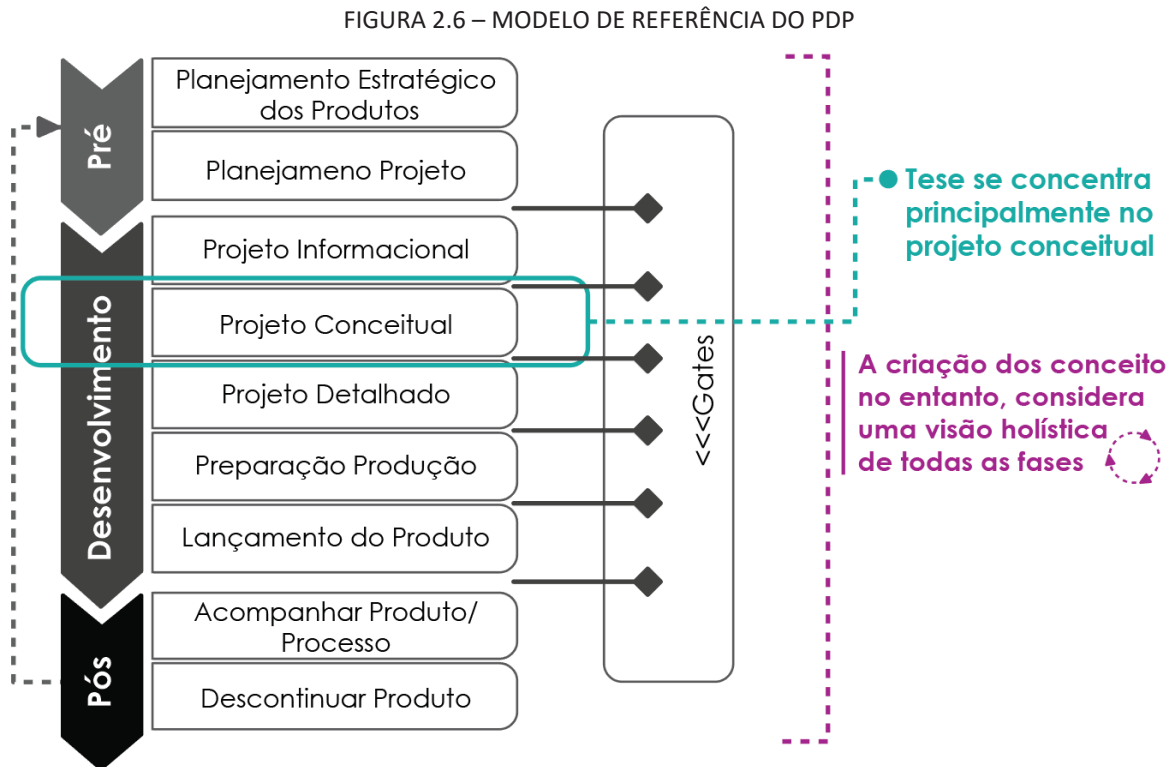 FIGURA 2.6 – MODELO DE REFERÊNCIA DO PDP
Pré
Planejamento Estratégico
dos Produtos
Planejameno Projeto
Desenvolvimento
Projeto Informacional
Projeto Conceitual
Projeto Detalhado
Preparação Produção
Lançamento do Produto
Pós
Acompanhar Produto/
Processo
Descontinuar Produto
<<<Gates
Tese se concentra
principalmente no
projeto conceitual
A criação dos conceito
no entanto, considera
uma visão holística
de todas as fases